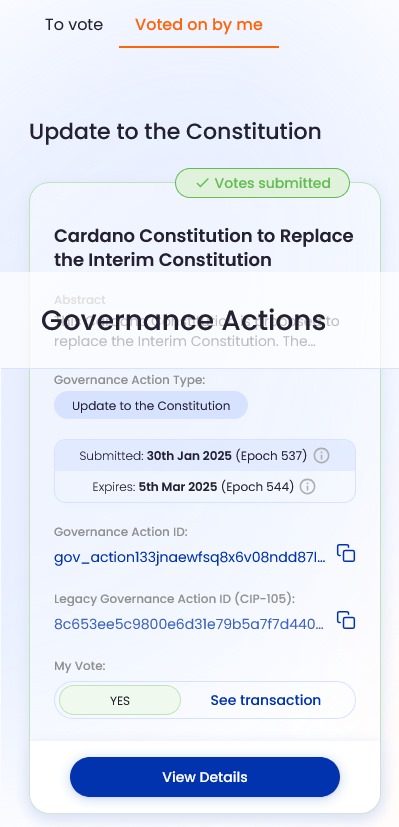 To vote
Voted on by me
Update to the Constitution
Votes submitted
Cardano Constitution to Replace
the Interim Constitution
Abstract
Governance Actions
to
replace the Interim Constitution. The...
Governance Action Type:
Update to the Constitution
Submitted: 30th Jan 2025 (Epoch 537)
Expires: 5th Mar 2025 (Epoch 544)
Governance Action ID:
gov_action133jnaewfsq8x6v08ndd87l...
Legacy Governance Action ID (CIP-105):
8c653ee5c9800e6d31e79b5a7f7d440...
My Vote:
YES
See transaction
View Details